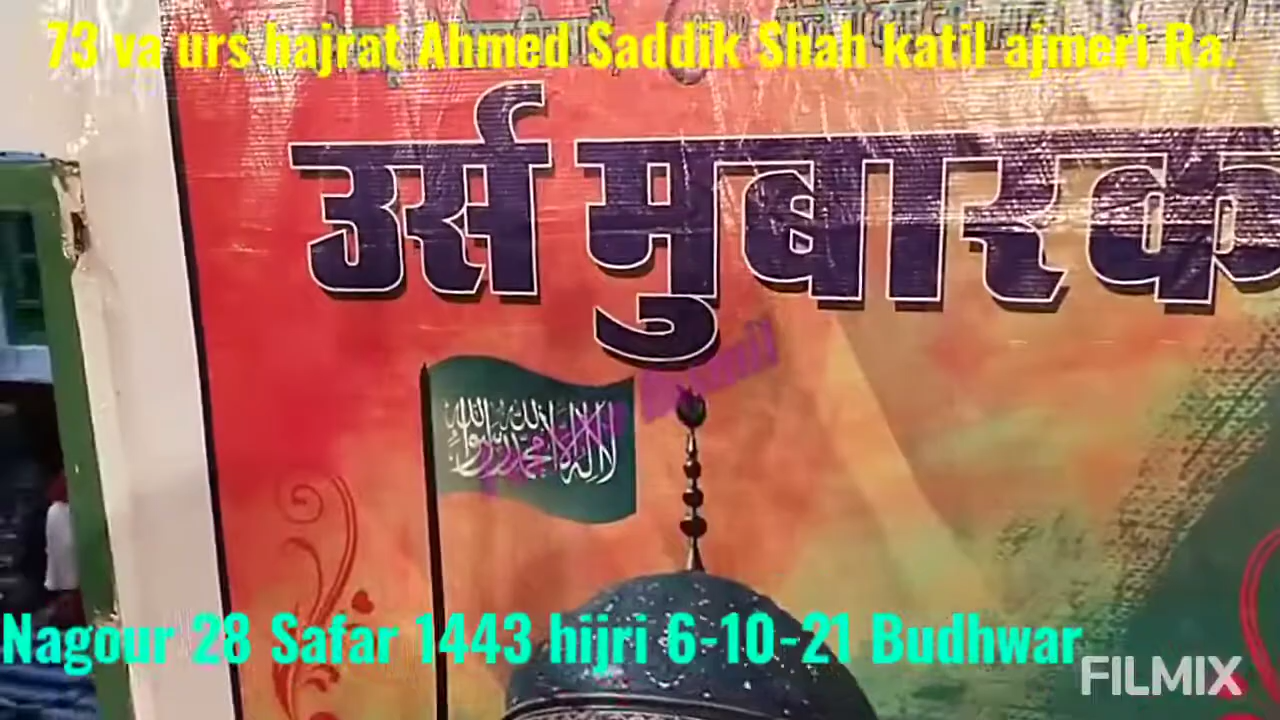 73 va urs hajrat Ahmed Saddik Shah katil ajmeri Ra.
उर्स मुबारक
لا إله إلا الله محمد رسول الله
Nagour 28 Safar 1443 hijri 6-10-21 Budhwar
FILMIX